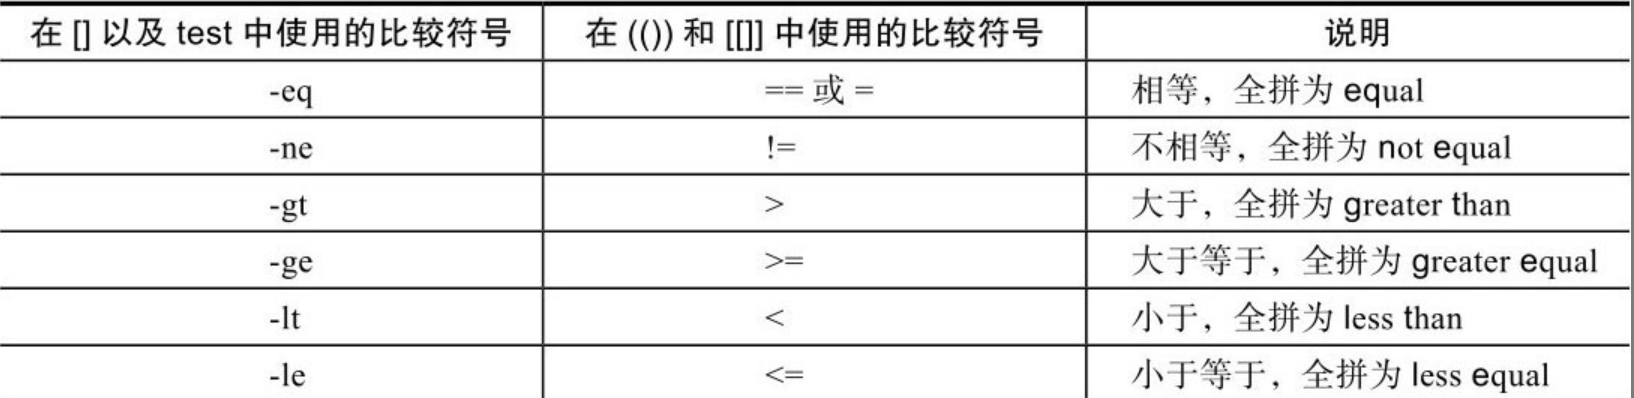 在 [] 以及 test 中使用的比较符号 在 (()) 和 [[]] 中使用的比较符号 说明
-eq == 或 = 相等，全拼为 equal
-ne != 不相等，全拼为 not equal
-gt > 大于，全拼为 greater than
-ge >= 大于等于，全拼为 greater equal
-lt < 小于，全拼为 less than
-le <= 小于等于，全拼为 less equal